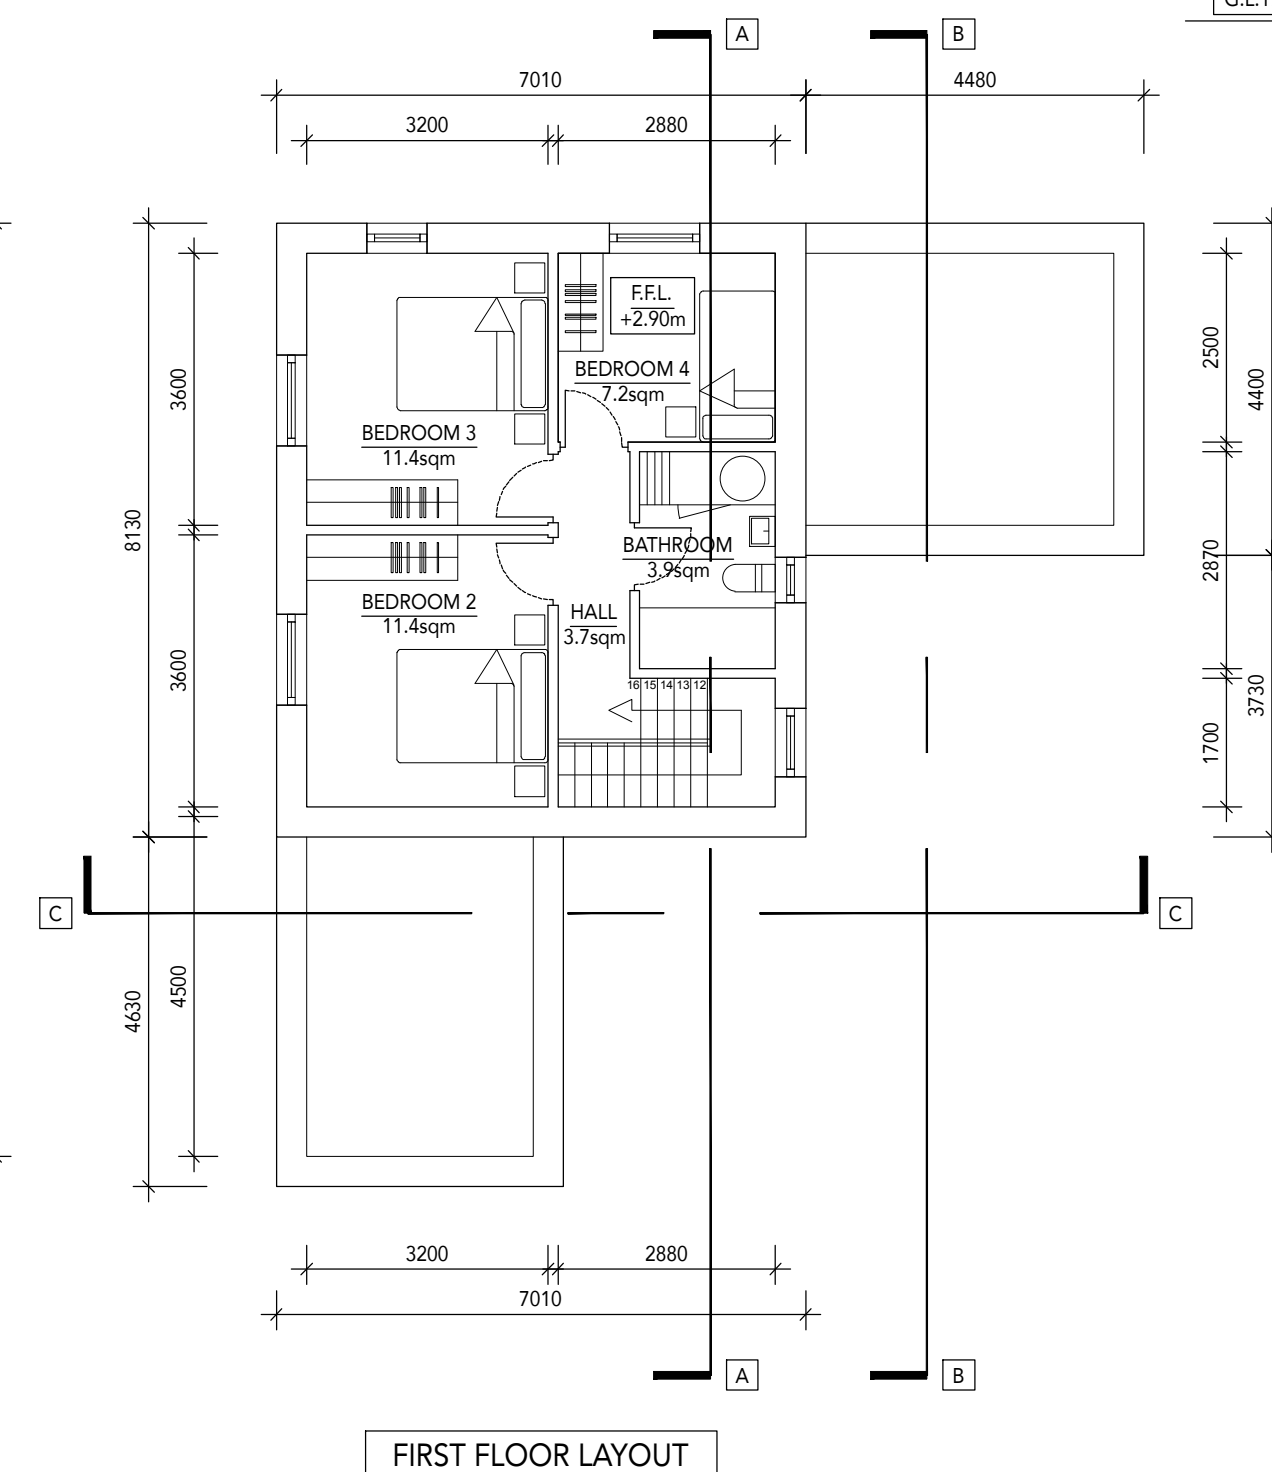 A
B
7010
4480
3200
2880
F.F.L.
+2.90m
BEDROOM 4
7.2sqm
BEDROOM 3
11.4sqm
3600
2500
4400
8130
BATHROOM
3.9sqm
2870
BEDROOM 2
11.4sqm
HALL
3.7sqm
3600
16 15 14 13 12
3730
1700
C
C
4500
4630
3200
2880
7010
A
B
FIRST FLOOR LAYOUT